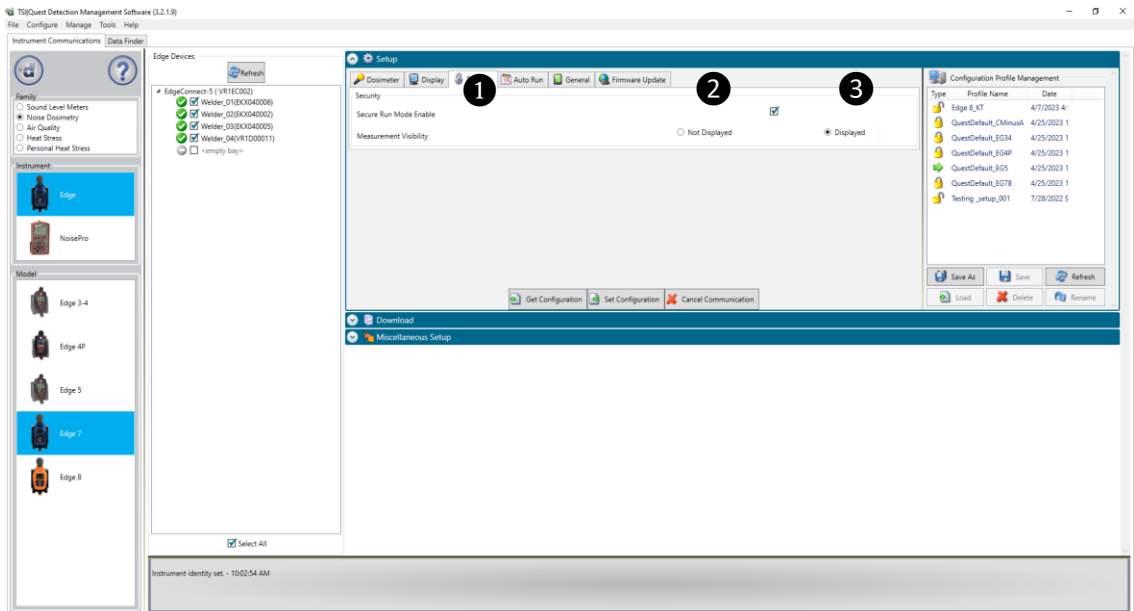 TSI|Quest Detection Management Software (3.2.1.9)
File Configure Manage Tools Help
Instrument Communications Data Finder
d ?
Family
Sound Level Meters
Noise Dosimetry
Air Quality
Heat Stress
Personal Heat Stress
Instrument
Edge
NoisePro
Model
Edge 3-4
Edge 4P
Edge 5
Edge 7
Edge 8
Edge Devices
Refresh
EdgeConnect-5 ( VR1EC002)
Welder_01(EKX040006)
Welder_02(EKX040002)
Welder_03(EKX040005)
Welder_04(VR1D00011)
<empty bay>
Select All
Setup
Dosimeter Display Auto Run General Firmware Update
1 2 3
Security
Secure Run Mode Enable
Measurement Visibility Not Displayed Displayed
Get Configuration Set Configuration Cancel Communication
Configuration Profile Management
Type Profile Name Date
Edge 8_KT 4/7/2023 4:
QuestDefault_CMinusA 4/25/2023 1
QuestDefault_EG34 4/25/2023 1
QuestDefault_EG4P 4/25/2023 1
QuestDefault_EG5 4/25/2023 1
QuestDefault_EG78 4/25/2023 1
Testing _setup_001 7/28/2022 9
Save As Save Refresh
Load Delete Rename
Download
Miscellaneous Setup
Instrument identity set. - 10:02:54 AM